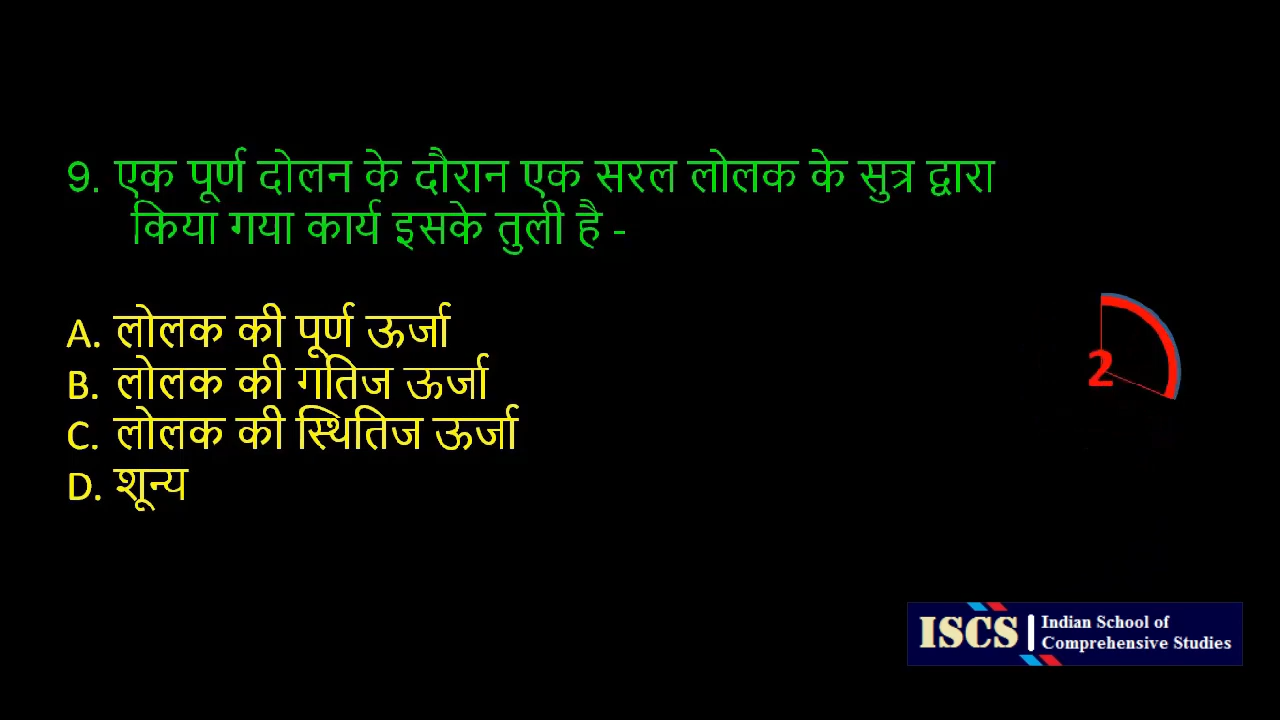 9. एक पूर्ण दोलन के दौरान एक सरल लोलक के सुत्र द्वारा
किया गया कार्य इसके तुली है -
A. लोलक की पूर्ण ऊर्जा
B. लोलक की गतिज ऊर्जा
C. लोलक की स्थितिज ऊर्जा
D. शून्य
2
ISCS
Indian School of
Comprehensive Studies